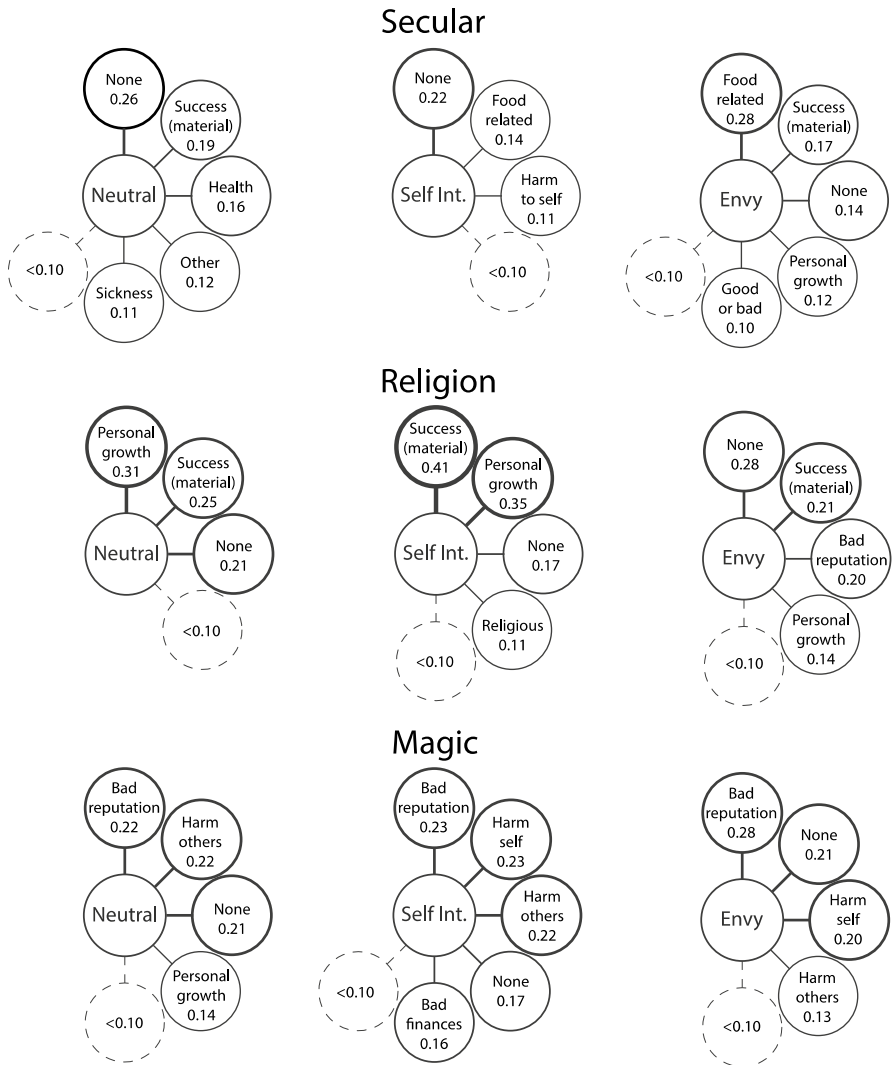 Secular
None
0.26
Success
(material)
0.19
Neutral
Health
0.16
Other
0.12
Sickness
0.11
<0.10
None
0.22
Food
related
0.14
Self Int.
Harm
to self
0.11
<0.10
Food
related
0.28
Success
(material)
0.17
Envy
None
0.14
Personal
growth
0.12
Good
or bad
0.10
<0.10
Religion
Personal
growth
0.31
Success
(material)
0.25
Neutral
None
0.21
<0.10
Success
(material)
0.41
Personal
growth
0.35
Self Int.
None
0.17
Religious
0.11
<0.10
None
0.28
Success
(material)
0.21
Envy
Bad
reputation
0.20
Personal
growth
0.14
<0.10
Magic
Bad
reputation
0.22
Harm
others
0.22
Neutral
None
0.21
Personal
growth
0.14
<0.10
Bad
reputation
0.23
Harm
self
0.23
Self Int.
Harm
others
0.22
None
0.17
Bad
finances
0.16
<0.10
Bad
reputation
0.28
None
0.21
Envy
Harm
self
0.20
Harm
others
0.13
<0.10